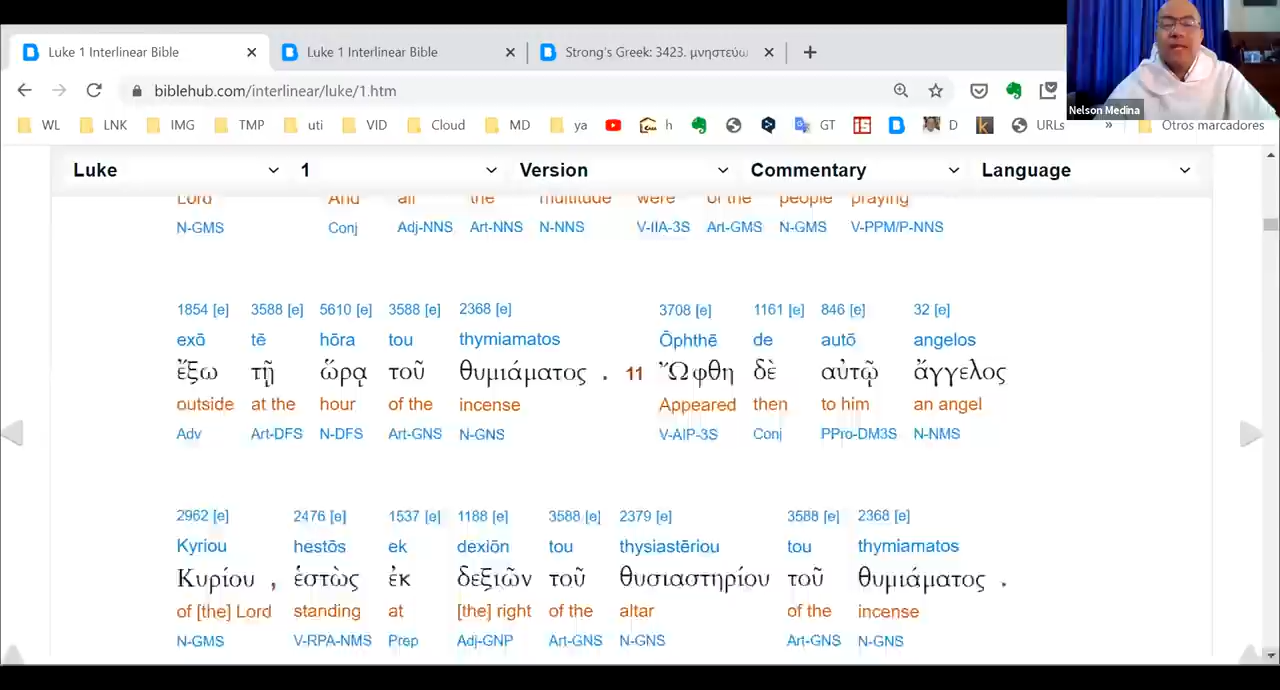 Luke 1 Interlinear Bible
Luke 1 Interlinear Bible
Strong's Greek: 3423. μνηστεύω
biblehub.com/interlinear/luke/1.htm
Nelson Medina
WL LNK IMG TMP uti VID Cloud MD ya h GT D k URLs » Otros marcadores
Luke 1 Version Commentary Language
Lord And all the multitude were of the people praying
N-GMS Conj Adj-NNS Art-NNS N-NNS V-IIA-3S Art-GMS N-GMS V-PPM/P-NNS
1854 [e] 3588 [e] 5610 [e] 3588 [e] 2368 [e] 3708 [e] 1161 [e] 846 [e] 32 [e]
exō tē hōra tou thymiamatos Ōphthē de autō angelos
ἔξω τῇ ὥρᾳ τοῦ θυμιάματος . 11 Ὤφθη δὲ αὐτῷ ἄγγελος
outside at the hour of the incense Appeared then to him an angel
Adv Art-DFS N-DFS Art-GNS N-GNS V-AIP-3S Conj PPro-DM3S N-NMS
2962 [e] 2476 [e] 1537 [e] 1188 [e] 3588 [e] 2379 [e] 3588 [e] 2368 [e]
Kyriou hestōs ek dexiōn tou thysiastēriou tou thymiamatos
Κυρίου , ἑστὼς ἐκ δεξιῶν τοῦ θυσιαστηρίου τοῦ θυμιάματος .
of [the] Lord standing at [the] right of the altar of the incense
N-GMS V-RPA-NMS Prep Adj-GNP Art-GNS N-GNS Art-GNS N-GNS